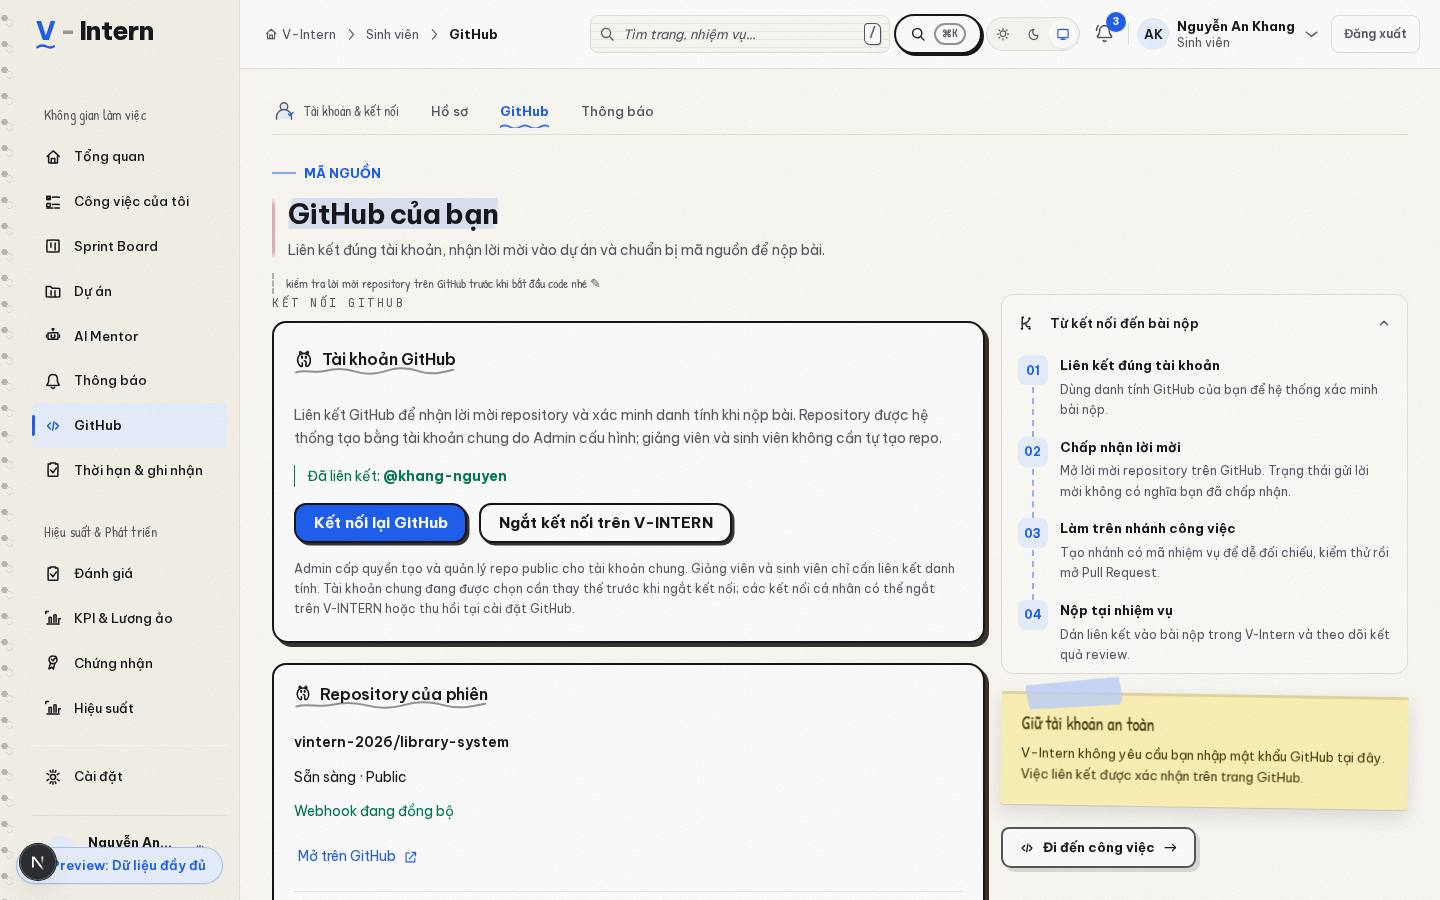 V - Intern
Không gian làm việc
Tổng quan
Công việc của tôi
Sprint Board
Dự án
AI Mentor
Thông báo
GitHub
Thời hạn & ghi nhận
Hiệu suất & Phát triển
Đánh giá
KPI & Lương ảo
Chứng nhận
Hiệu suất
Cài đặt
Nguyễn An...
N
Preview: Dữ liệu đầy đủ
V-Intern > Sinh viên > GitHub
Tìm trang, nhiệm vụ... /
⌘K
3
AK
Nguyễn An Khang
Sinh viên
Đăng xuất
Tài khoản & kết nối Hồ sơ GitHub Thông báo
MÃ NGUỒN
GitHub của bạn
Liên kết đúng tài khoản, nhận lời mời vào dự án và chuẩn bị mã nguồn để nộp bài.
kiểm tra lời mời repository trên GitHub trước khi bắt đầu code nhé ✎
KẾT NỐI GITHUB
Tài khoản GitHub
Liên kết GitHub để nhận lời mời repository và xác minh danh tính khi nộp bài. Repository được hệ
thống tạo bằng tài khoản chung do Admin cấu hình; giảng viên và sinh viên không cần tự tạo repo.
Đã liên kết: @khang-nguyen
Kết nối lại GitHub
Ngắt kết nối trên V-INTERN
Admin cấp quyền tạo và quản lý repo public cho tài khoản chung. Giảng viên và sinh viên chỉ cần liên kết danh
tính. Tài khoản chung đang được chọn cần thay thế trước khi ngắt kết nối; các kết nối cá nhân có thể ngắt
trên V-INTERN hoặc thu hồi tại cài đặt GitHub.
Repository của phiên
vintern-2026/library-system
Sẵn sàng · Public
Webhook đang đồng bộ
Mở trên GitHub
Từ kết nối đến bài nộp
01 Liên kết đúng tài khoản
Dùng danh tính GitHub của bạn để hệ thống xác minh
bài nộp.
02 Chấp nhận lời mời
Mở lời mời repository trên GitHub. Trạng thái gửi lời
mời không có nghĩa bạn đã chấp nhận.
03 Làm trên nhánh công việc
Tạo nhánh có mã nhiệm vụ để dễ đối chiếu, kiểm thử rồi
mở Pull Request.
04 Nộp tại nhiệm vụ
Dán liên kết vào bài nộp trong V-Intern và theo dõi kết
quả review.
Giữ tài khoản an toàn
V-Intern không yêu cầu bạn nhập mật khẩu GitHub tại đây.
Việc liên kết được xác nhận trên trang GitHub.
Đi đến công việc →